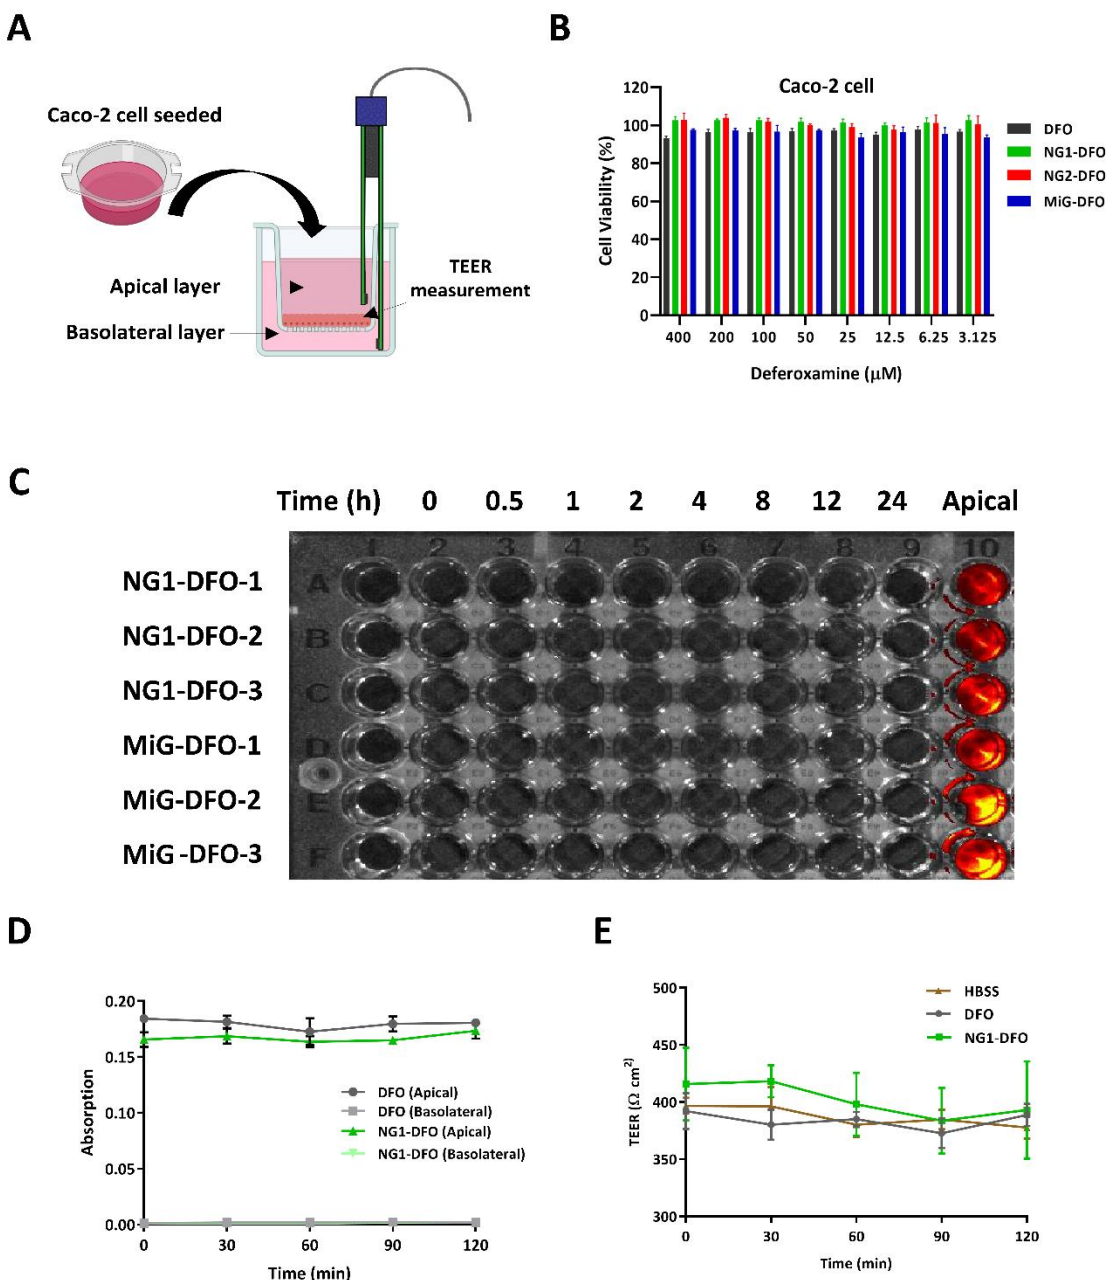 A
Caco-2 cell seeded
Apical layer
Basolateral layer
TEER
measurement
B
Caco-2 cell
Cell Viability (%)
120
100
80
60
40
20
0
400 200 100 50 25 12.5 6.25 3.125
Deferoxamine (μM)
DFO
NG1-DFO
NG2-DFO
MiG-DFO
C
Time (h) 0 0.5 1 2 4 8 12 24 Apical
1 2 3 4 5 6 7 8 9 10
NG1-DFO-1 A
NG1-DFO-2 B
NG1-DFO-3 C
MiG-DFO-1 D
MiG-DFO-2 E
MiG -DFO-3 F
D
Absorption
0.20
0.15
0.10
0.05
0.00
0 30 60 90 120
Time (min)
DFO (Apical)
DFO (Basolateral)
NG1-DFO (Apical)
NG1-DFO (Basolateral)
E
TEER (Ω cm²)
500
450
400
350
300
0 30 60 90 120
Time (min)
HBSS
DFO
NG1-DFO